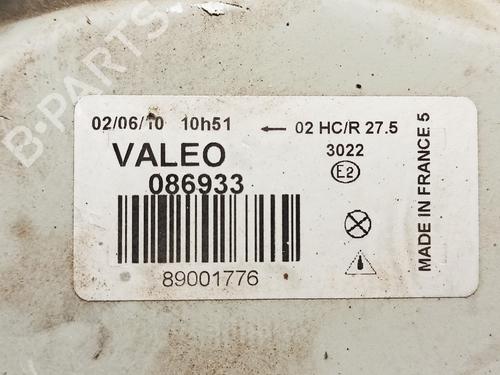 B-PARTS
02/06/10 10h51 ← 02 HC/R 27.5
VALEO 3022
086933 E2
89001776
MADE IN FRANCE 5